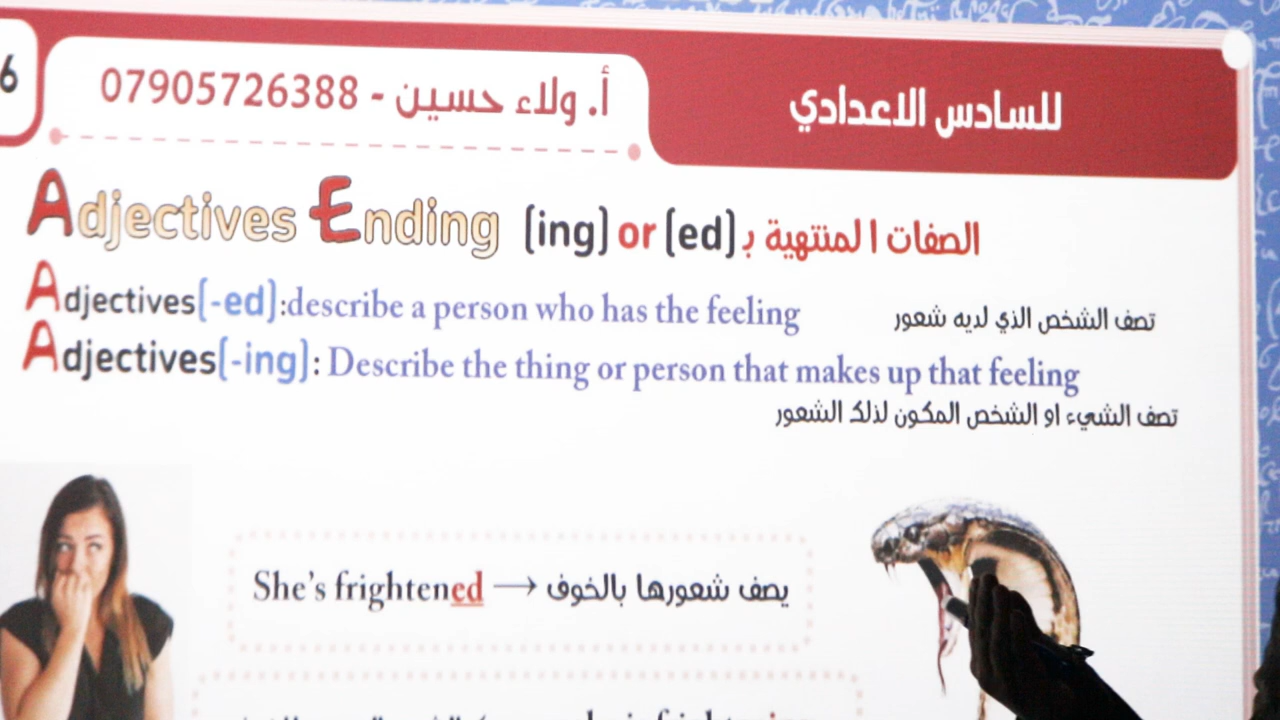 6
أ. ولاء حسين - 07905726388
للسادس الاعدادي
Adjectives Ending (ing) or (ed) الصفات المنتهية بـ
Adjectives(-ed):describe a person who has the feeling
تصف الشخص الذي لديه شعور
Adjectives(-ing): Describe the thing or person that makes up that feeling
تصف الشيء او الشخص المكون لذلك الشعور
She's frightened → يصف شعورها بالخوف